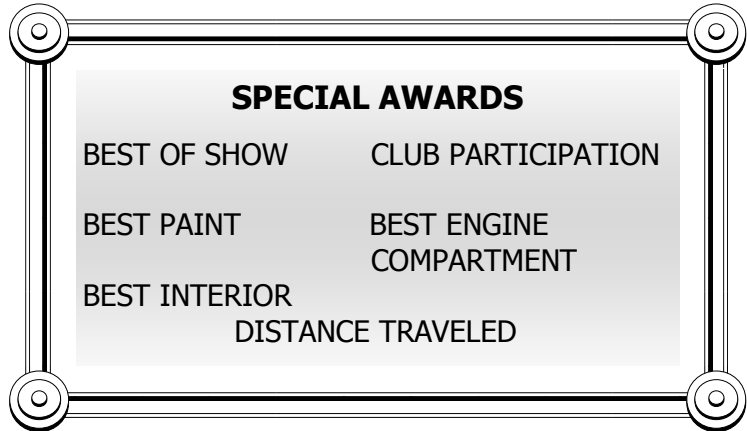 SPECIAL AWARDS
BEST OF SHOW CLUB PARTICIPATION
BEST PAINT BEST ENGINE
COMPARTMENT
BEST INTERIOR
DISTANCE TRAVELED